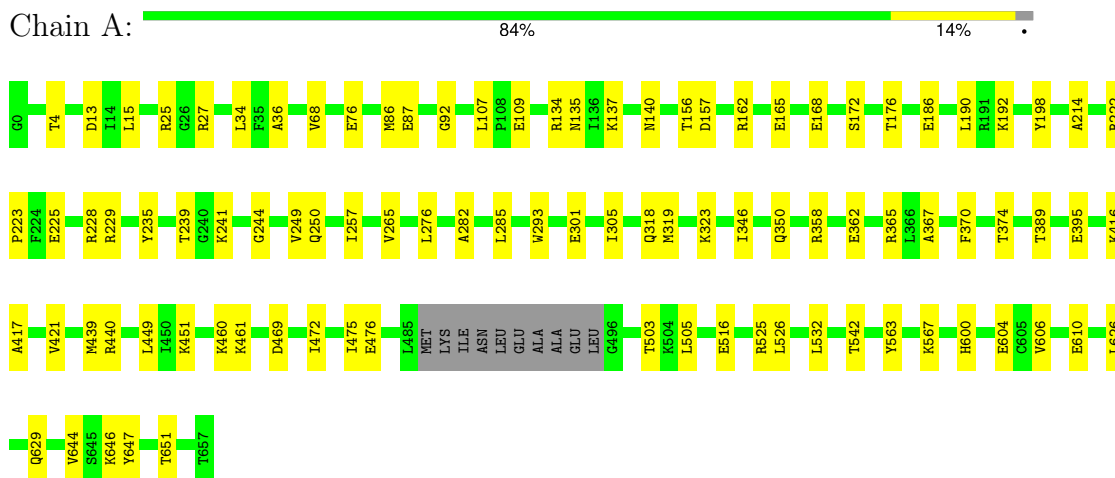 Chain A:
84% 14% •
G0 T4 D13 I14 L15 R25 G26 R27 L34 F35 A36 V68 E76 M86 E87 G92 L107 P108 E109 R134 N135 I136 K137 N140 T156 D157 R162 E165 E168 S172 T176 E186 L190 R191 K192 Y198 A214
P223 F224 E225 R228 R229 Y235 T239 G240 K241 G244 V249 Q250 I257 V265 L276 A282 L285 W293 E301 I305 Q318 M319 K323 I346 Q350 R358 E362 R365 L366 A367 F370 T374 T389 E395 K416
A417 V421 M439 R440 L449 I450 K451 K460 K461 D469 I472 I475 E476 L485 MET LYS ILE ASN LEU GLU ALA ALA GLU LEU G496 T503 K504 L505 E516 R525 L526 L532 T542 Y563 K567 H600 E604 C605 V606 E610
Q629 V644 S645 K646 Y647 T651 T657